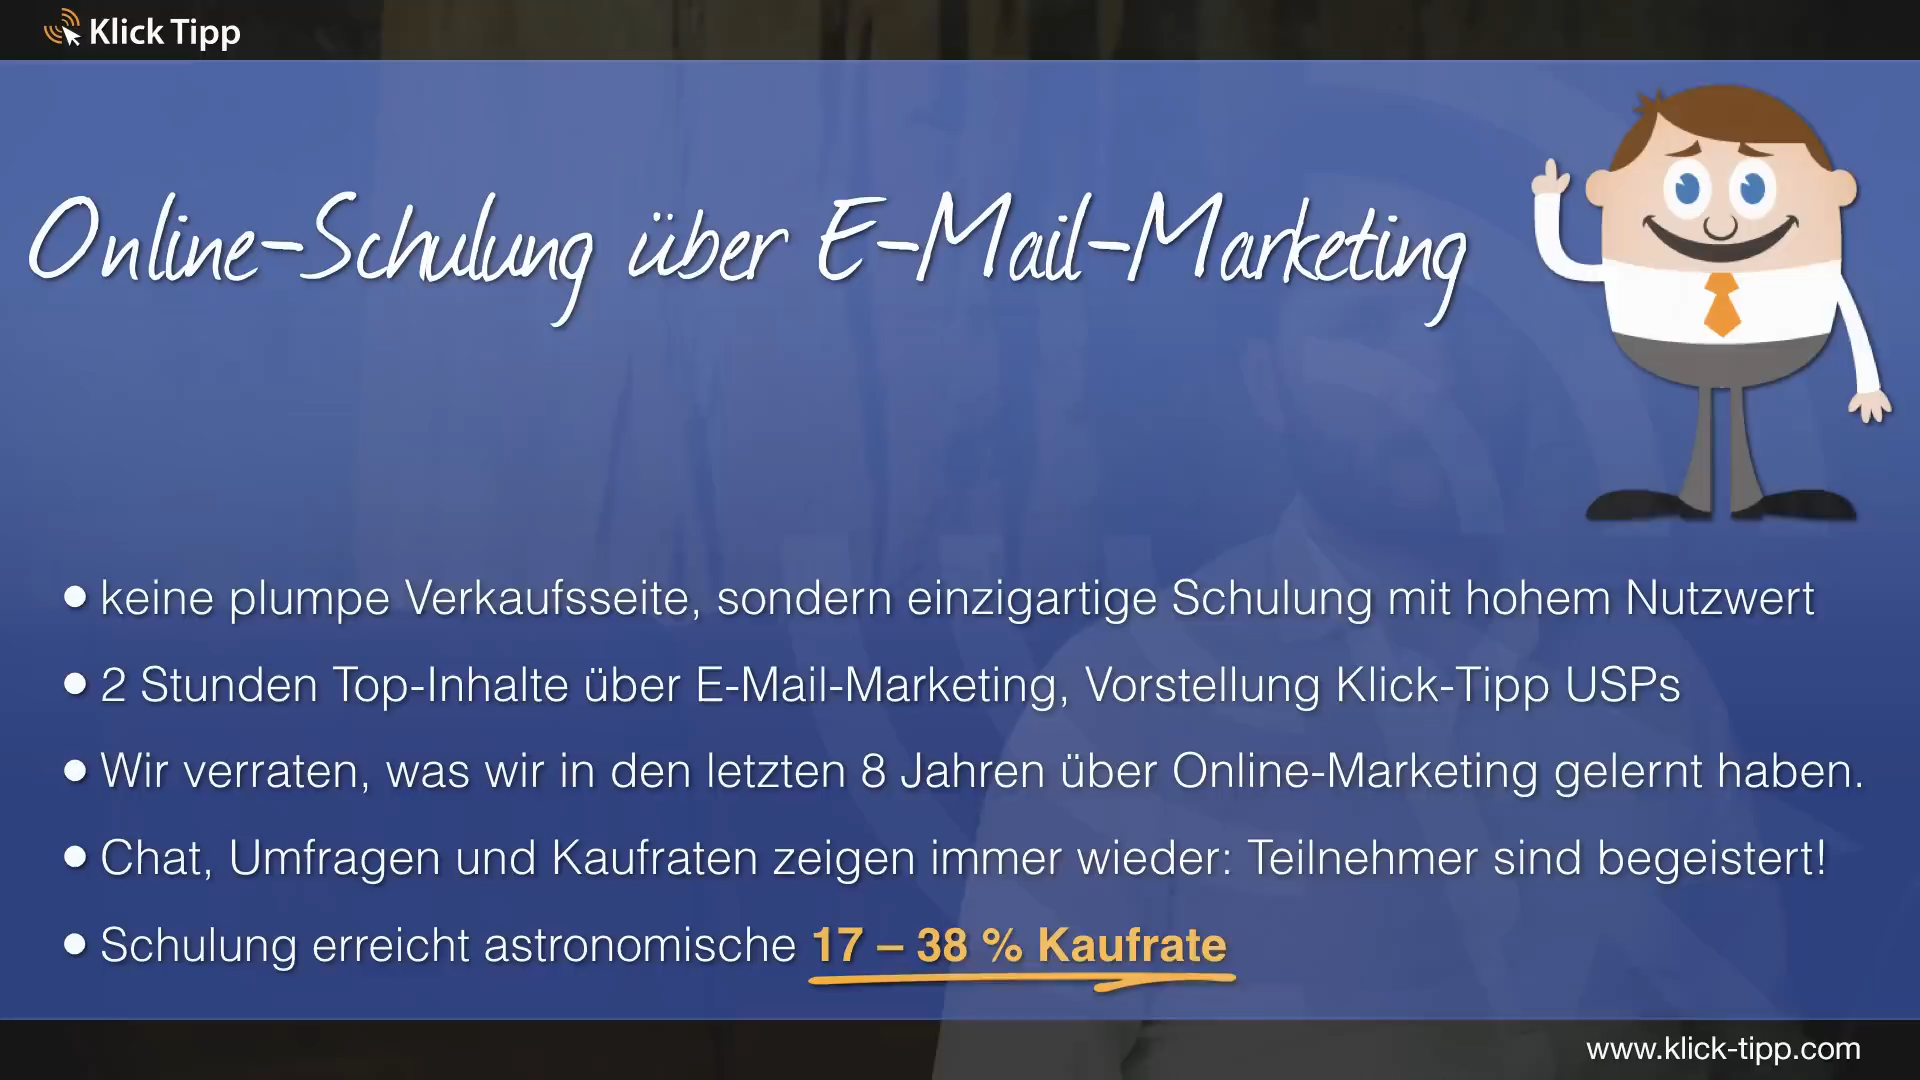 Klick Tipp
Online-Schulung über E-Mail-Marketing
• keine plumpe Verkaufsseite, sondern einzigartige Schulung mit hohem Nutzwert
• 2 Stunden Top-Inhalte über E-Mail-Marketing, Vorstellung Klick-Tipp USPs
• Wir verraten, was wir in den letzten 8 Jahren über Online-Marketing gelernt haben.
• Chat, Umfragen und Kaufraten zeigen immer wieder: Teilnehmer sind begeistert!
• Schulung erreicht astronomische 17 – 38 % Kaufrate
www.klick-tipp.com